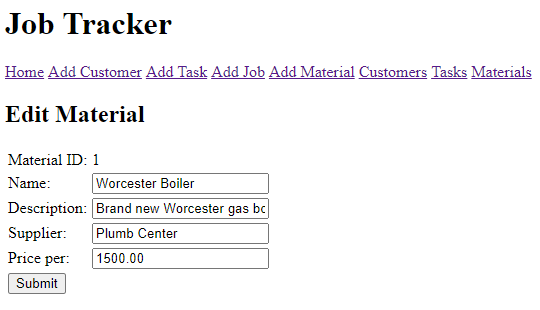 Job Tracker
Home Add Customer Add Task Add Job Add Material Customers Tasks Materials
Edit Material
Material ID: 1
Name: Worcester Boiler
Description: Brand new Worcester gas bo
Supplier: Plumb Center
Price per: 1500.00
Submit